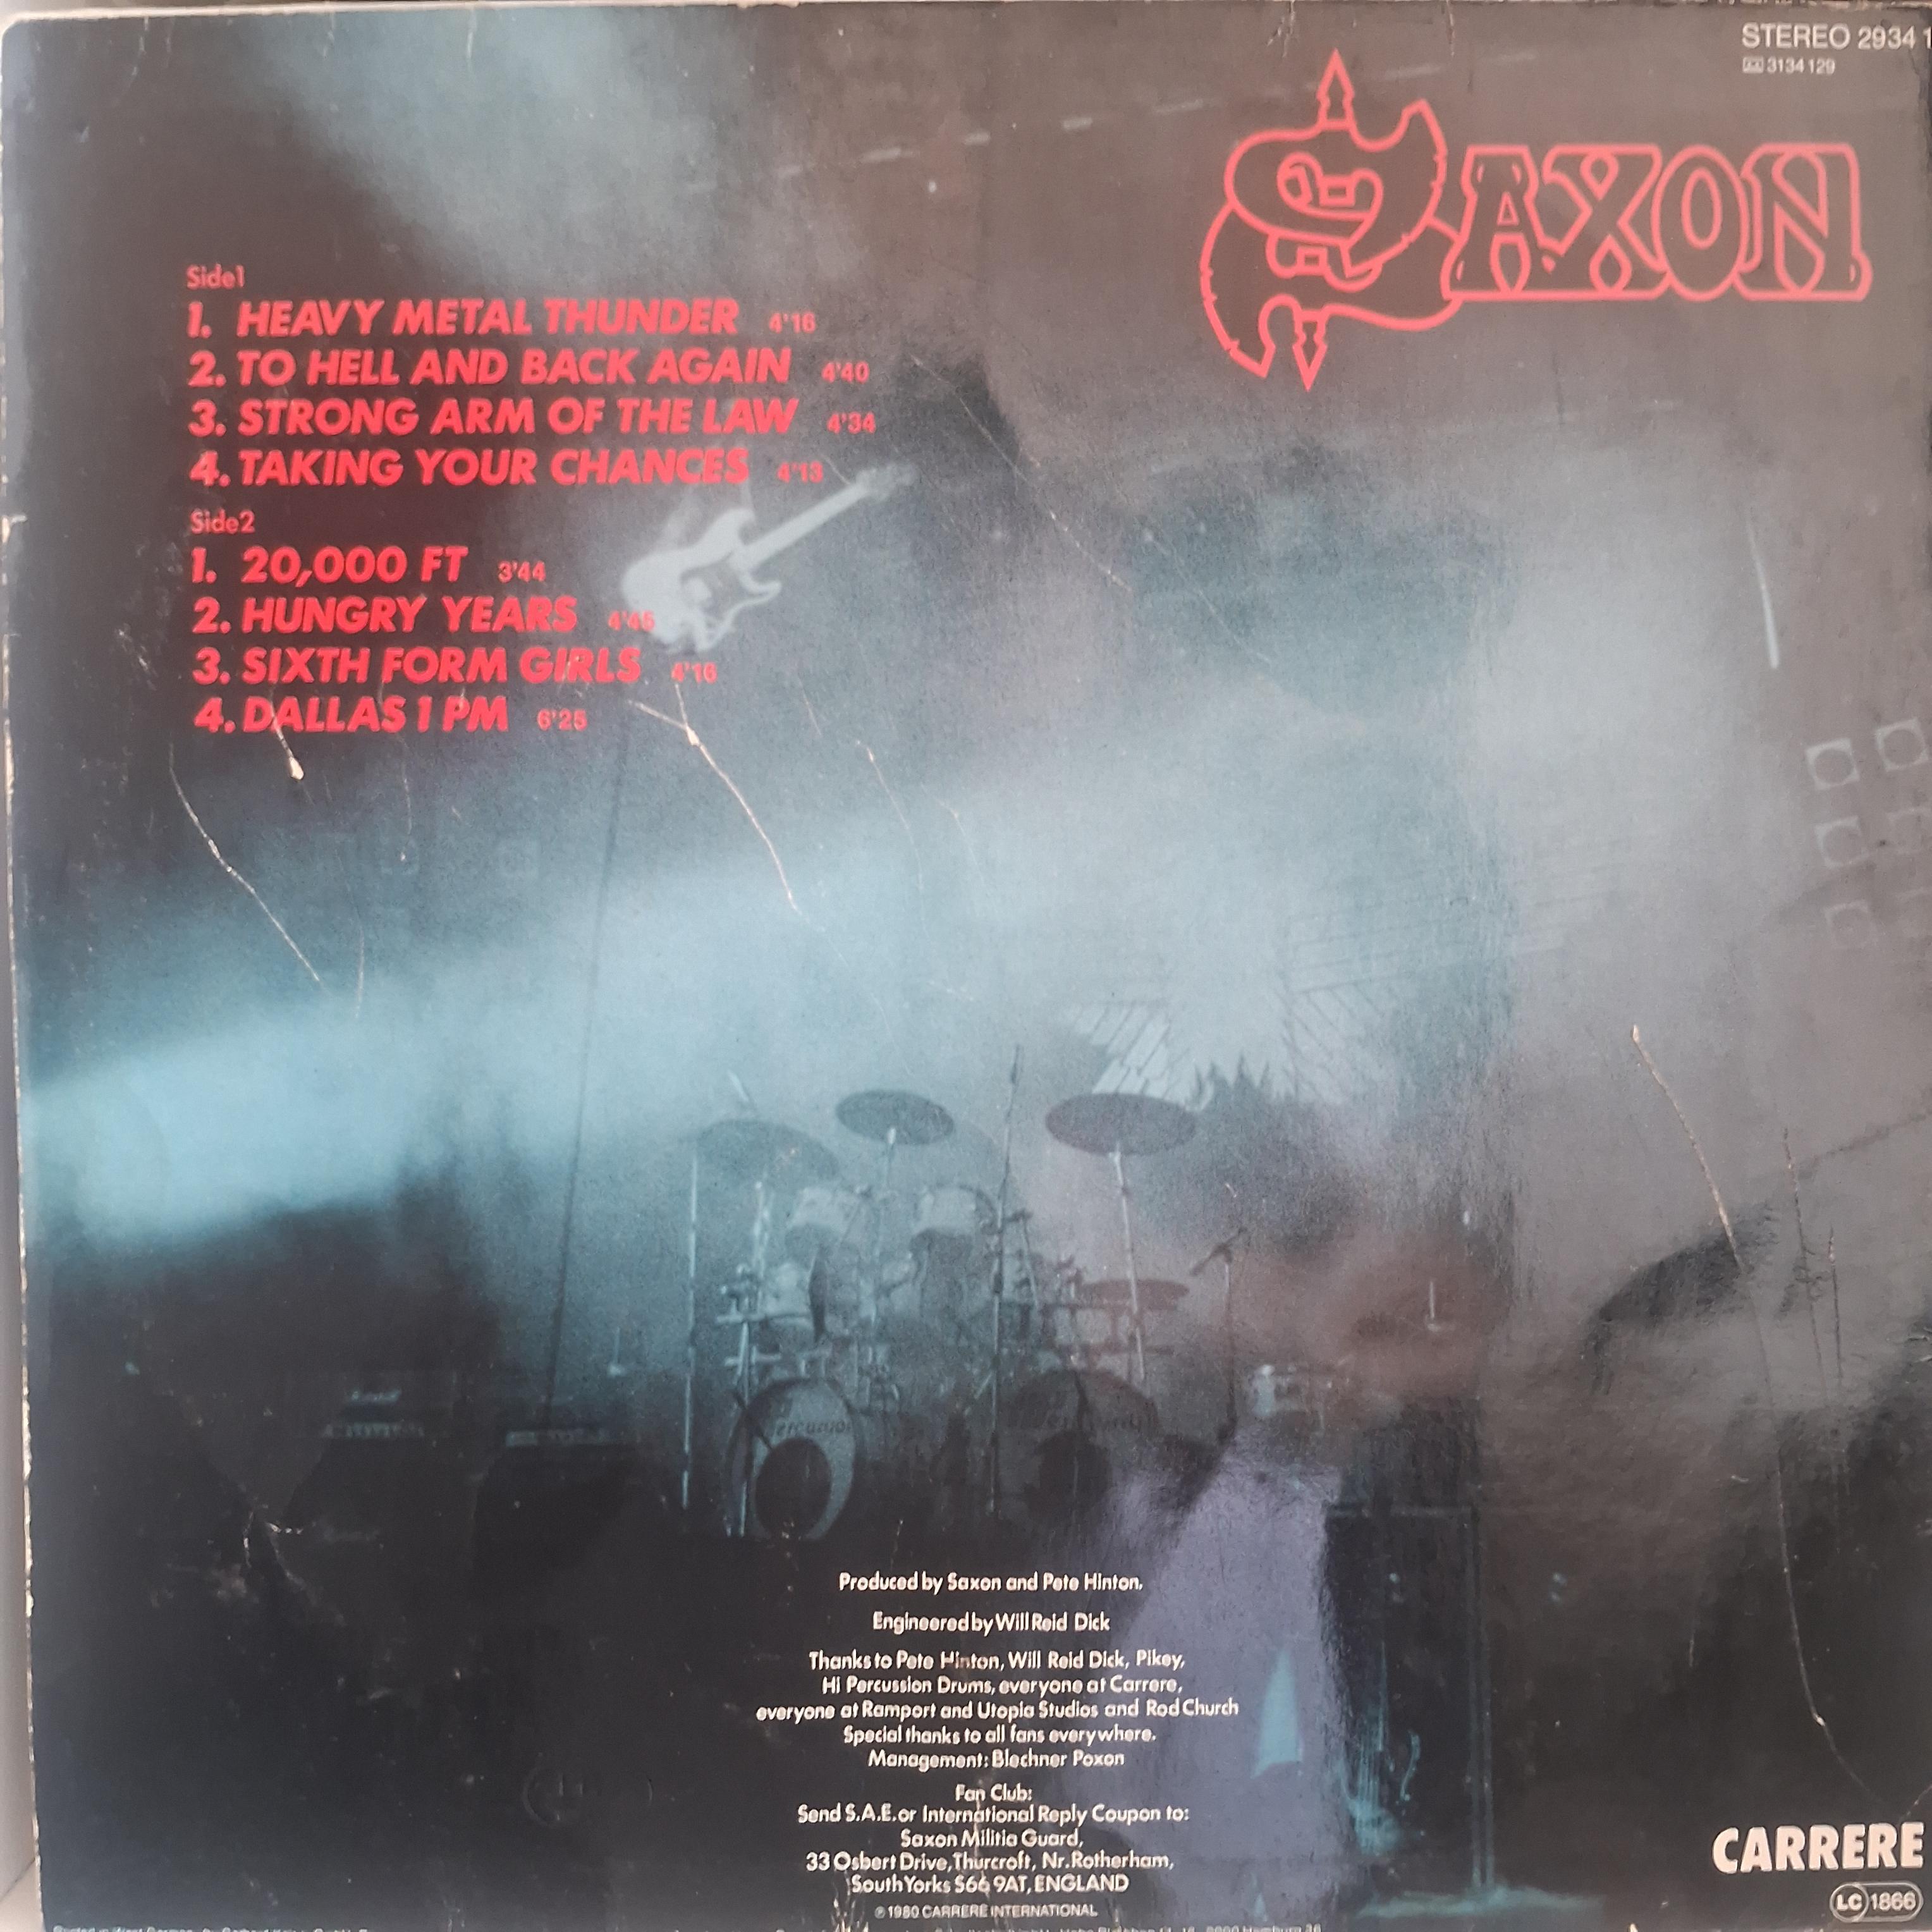 STEREO 2934 1
3134 129
SAXON
Side1
1. HEAVY METAL THUNDER 4'16
2. TO HELL AND BACK AGAIN 4'40
3. STRONG ARM OF THE LAW 4'34
4. TAKING YOUR CHANCES 4'13
Side2
1. 20,000 FT 3'44
2. HUNGRY YEARS 4'45
3. SIXTH FORM GIRLS 4'16
4. DALLAS 1 PM 6'25
Produced by Saxon and Pete Hinton.
Engineered by Will Reid Dick
Thanks to Pete Hinton, Will Reid Dick, Pikey,
Hi Percussion Drums, everyone at Carrere,
everyone at Ramport and Utopia Studios and Rod Church
Special thanks to all fans everywhere.
Management: Blechner Poxon
Fan Club:
Send S.A.E. or International Reply Coupon to:
Saxon Militia Guard,
33 Osbert Drive, Thurcroft, Nr. Rotherham,
South Yorks S66 9AT, ENGLAND
℗ 1980 CARRERE INTERNATIONAL
CARRERE
LC 1866